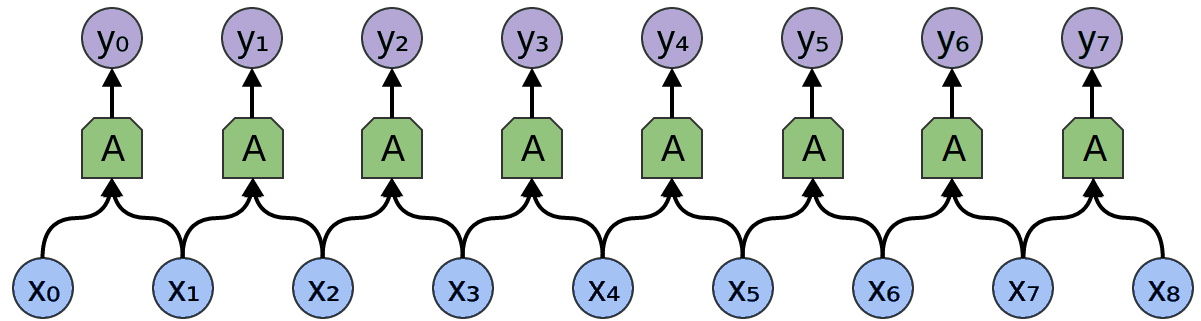 y₀ y₁ y₂ y₃ y₄ y₅ y₆ y₇
A A A A A A A A
x₀ x₁ x₂ x₃ x₄ x₅ x₆ x₇ x₈